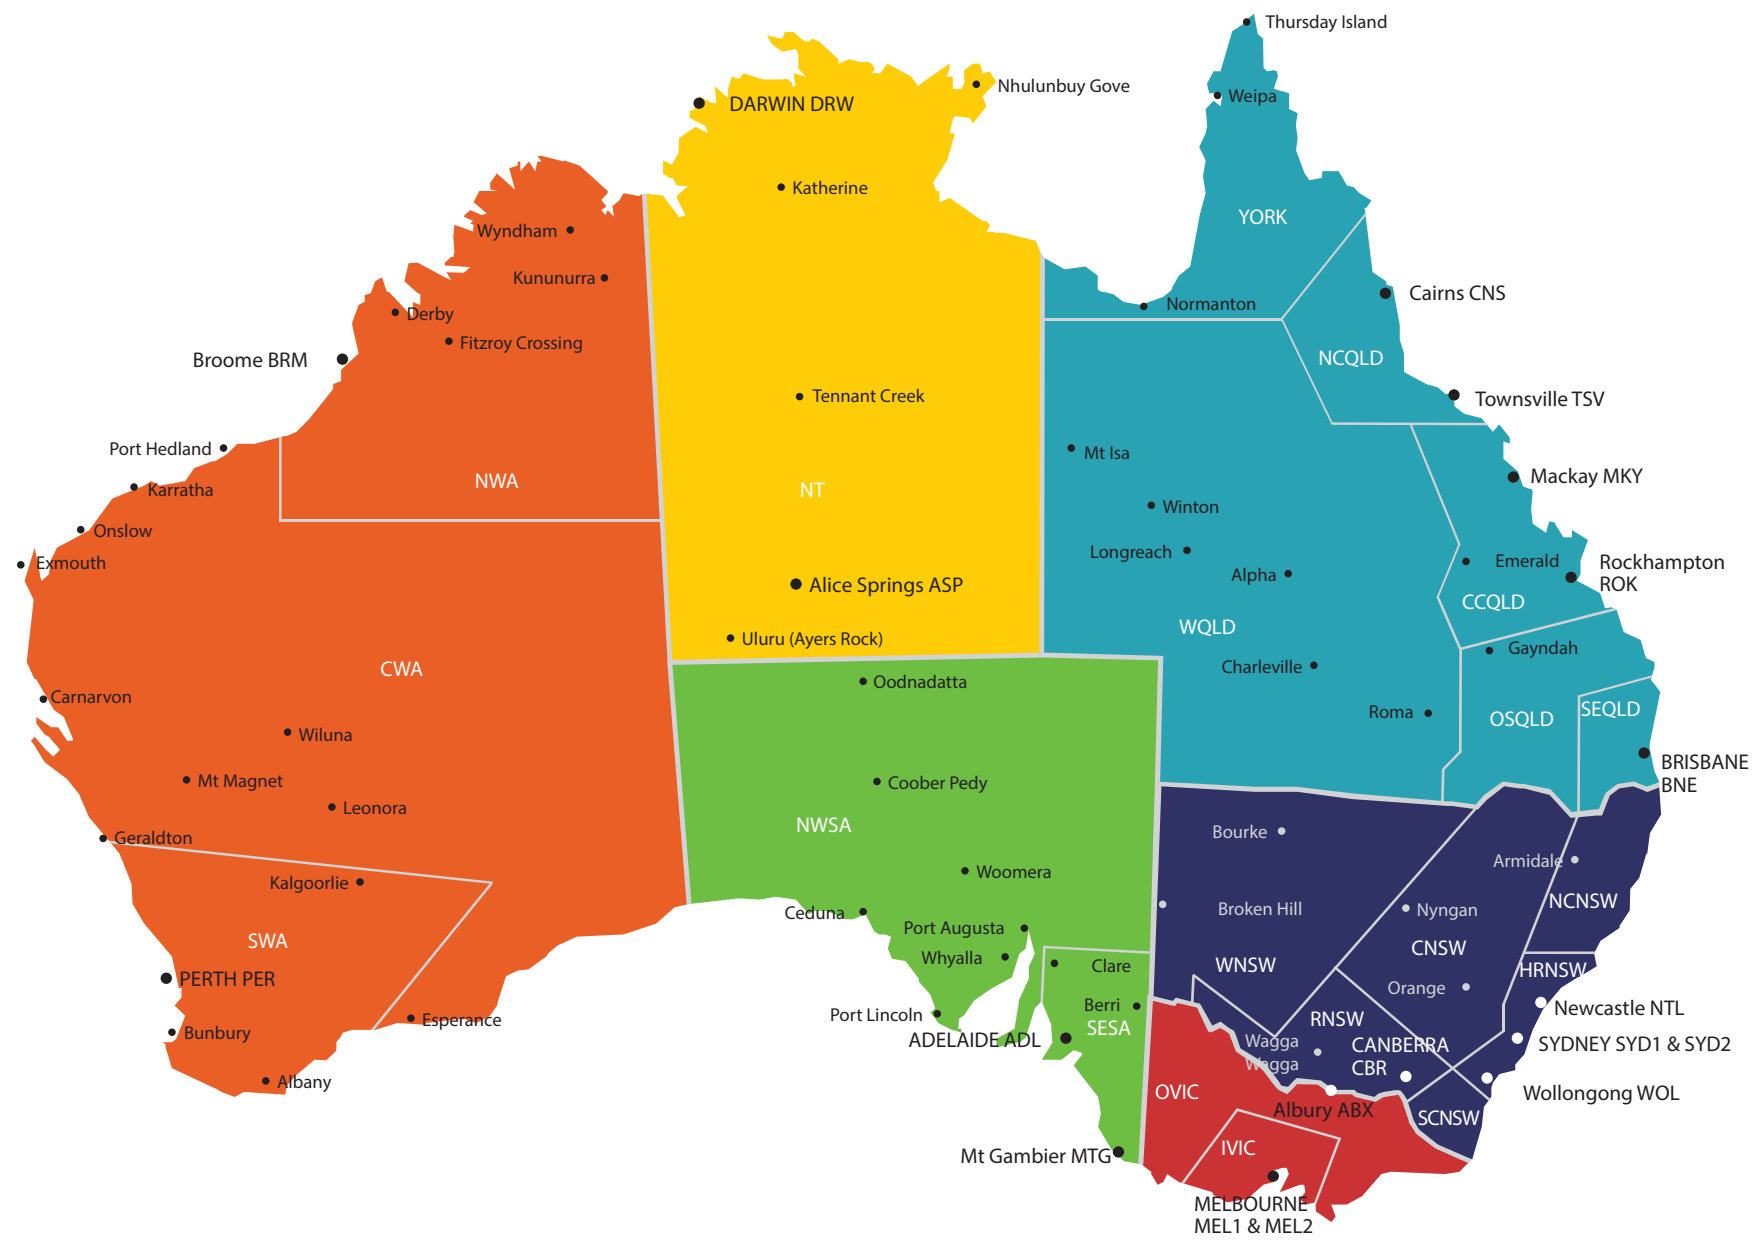 Thursday Island
Nhulunbuy Gove
Weipa
DARWIN DRW
Katherine
YORK
Wyndham
Kununurra
Cairns CNS
Normanton
Derby
Fitzroy Crossing
Broome BRM
NCQLD
Tennant Creek
Townsville TSV
Port Hedland
Mt Isa
NWA
Mackay MKY
Karratha
NT
Winton
Onslow
Longreach
Exmouth
Emerald
Rockhampton
ROK
Alpha
Alice Springs ASP
CCQLD
WQLD
Uluru (Ayers Rock)
Gayndah
CWA
Charleville
Oodnadatta
Carnarvon
Roma
SEQLD
OSQLD
Wiluna
BRISBANE
BNE
Mt Magnet
Coober Pedy
Leonora
NWSA
Bourke
Geraldton
Armidale
Woomera
Kalgoorlie
NCNSW
Ceduna
Broken Hill
Nyngan
Port Augusta
SWA
CNSW
Whyalla
Clare
WNSW
HRNSW
PERTH PER
Orange
Berri
Newcastle NTL
Port Lincoln
RNSW
Esperance
SESA
Bunbury
ADELAIDE ADL
Wagga
Wagga
CANBERRA
CBR
SYDNEY SYD1 & SYD2
Albany
OVIC
Wollongong WOL
Albury ABX
SCNSW
IVIC
Mt Gambier MTG
MELBOURNE
MEL1 & MEL2